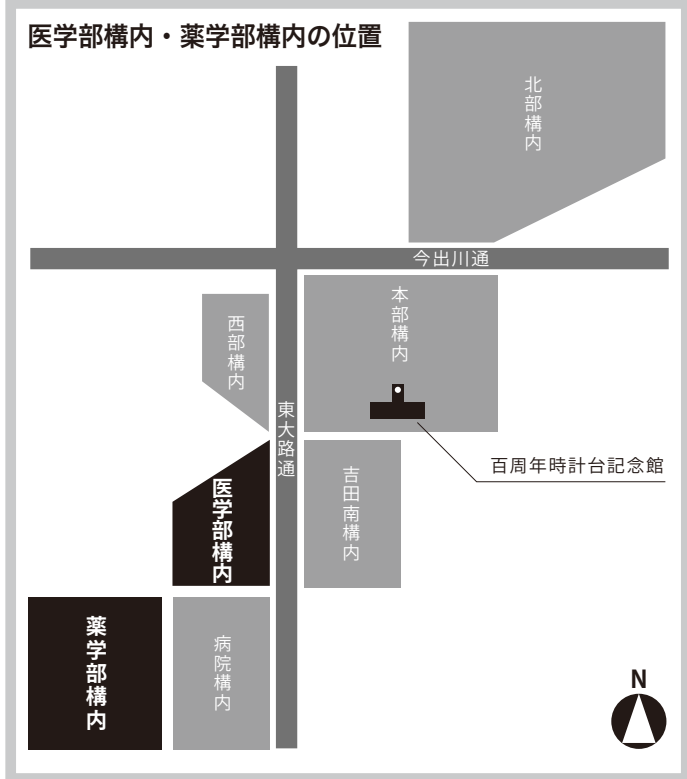 医学部構内・薬学部構内の位置
北部構内
今出川通
本部構内
西部構内
東大路通
百周年時計台記念館
吉田南構内
医学部構内
薬学部構内
病院構内
N